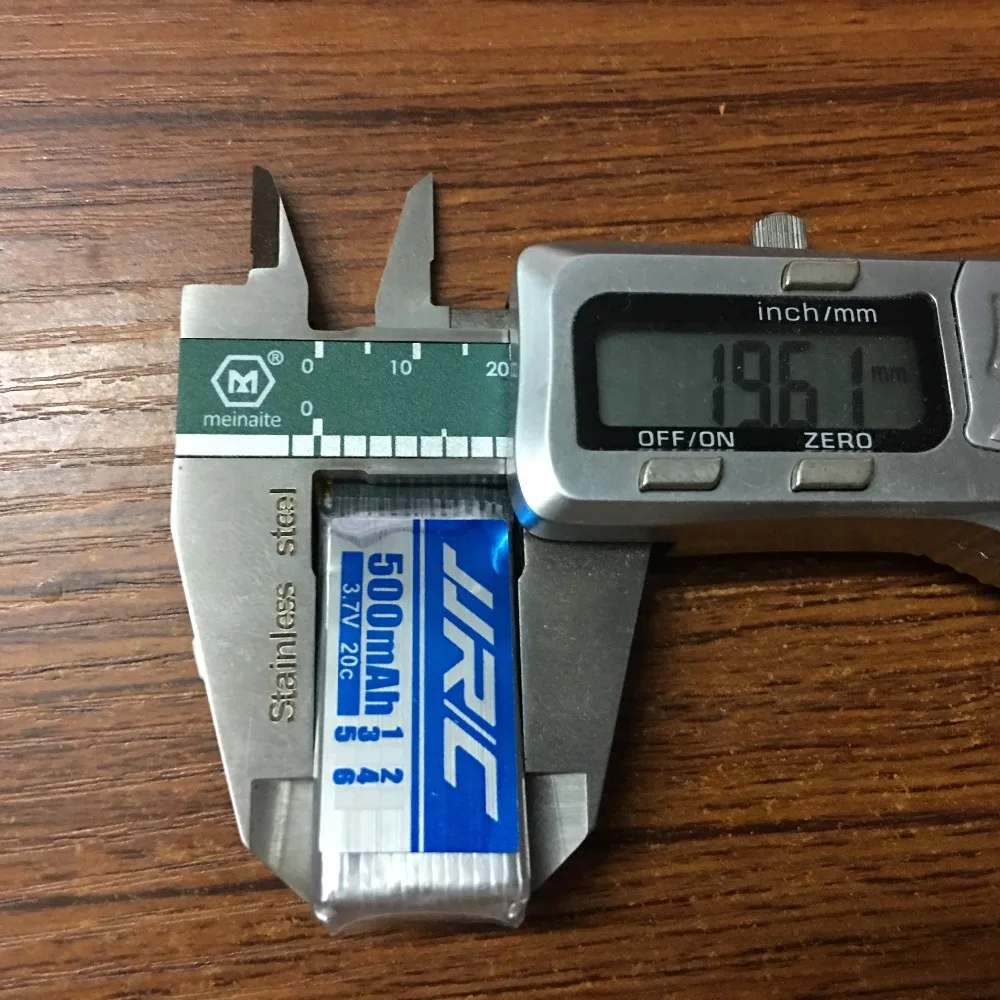 inch/mm
19.61 mm
OFF/ON ZERO
0 10 20
0
M ®
meinaite
Stainless steel
JJRC
500mAh
3.7V 20c
1 2
3 4
5 6